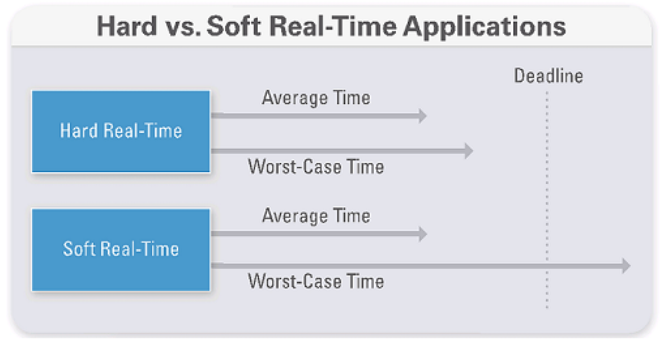 Hard vs. Soft Real-Time Applications
Deadline
Average Time
Hard Real-Time
Worst-Case Time
Average Time
Soft Real-Time
Worst-Case Time